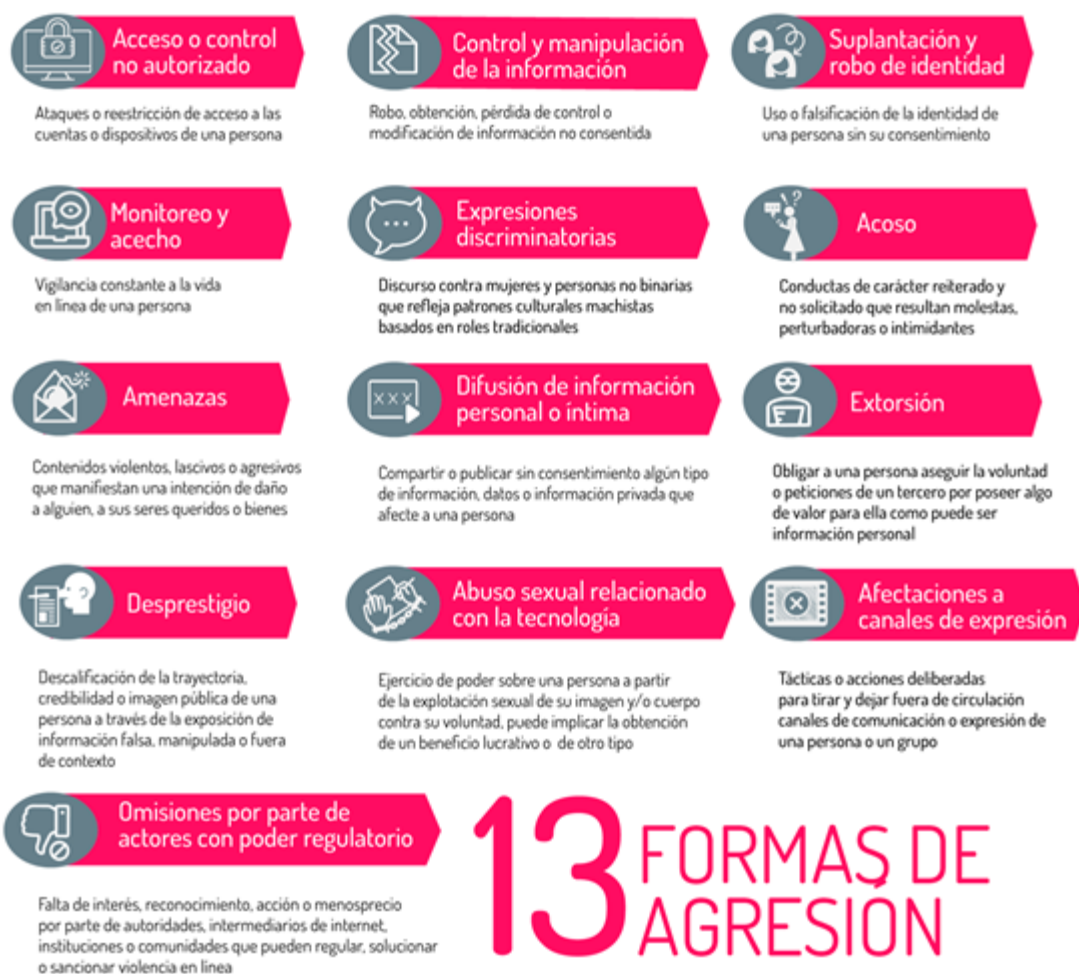 Acceso o control
no autorizado
Ataques o reestricción de acceso a las
cuentas o dispositivos de una persona
Control y manipulación
de la información
Robo, obtención, pérdida de control o
modificación de información no consentida
Suplantación y
robo de identidad
Uso o falsificación de la identidad de
una persona sin su consentimiento
Monitoreo y
acecho
Vigilancia constante a la vida
en línea de una persona
Expresiones
discriminatorias
Discurso contra mujeres y personas no binarias
que refleja patrones culturales machistas
basados en roles tradicionales
Acoso
Conductas de carácter reiterado y
no solicitado que resultan molestas,
perturbadoras o intimidantes
Amenazas
Contenidos violentos, lascivos o agresivos
que manifiestan una intención de daño
a alguien, a sus seres queridos o bienes
XXX
Difusión de información
personal o íntima
Compartir o publicar sin consentimiento algún tipo
de información, datos o información privada que
afecte a una persona
Extorsión
Obligar a una persona aseguir la voluntad
o peticiones de un tercero por poseer algo
de valor para ella como puede ser
información personal
Desprestigio
Descalificación de la trayectoria,
credibilidad o imagen pública de una
persona a través de la exposición de
información falsa, manipulada o fuera
de contexto
Abuso sexual relacionado
con la tecnología
Ejercicio de poder sobre una persona a partir
de la explotación sexual de su imagen y/o cuerpo
contra su voluntad, puede implicar la obtención
de un beneficio lucrativo o de otro tipo
Afectaciones a
canales de expresión
Tácticas o acciones deliberadas
para tirar y dejar fuera de circulación
canales de comunicación o expresión de
una persona o un grupo
Omisiones por parte de
actores con poder regulatorio
Falta de interés, reconocimiento, acción o menosprecio
por parte de autoridades, intermediarios de internet,
instituciones o comunidades que pueden regular, solucionar
o sancionar violencia en linea
13 FORMAS DE
AGRESIÓN